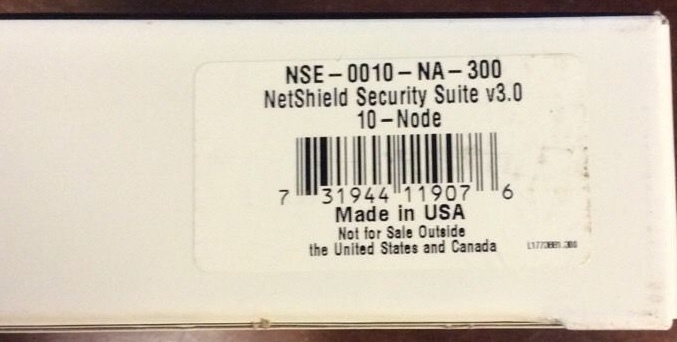 NSE-0010-NA-300
NetShield Security Suite v3.0
10-Node
7 31944 11907 6
Made in USA
Not for Sale Outside
the United States and Canada